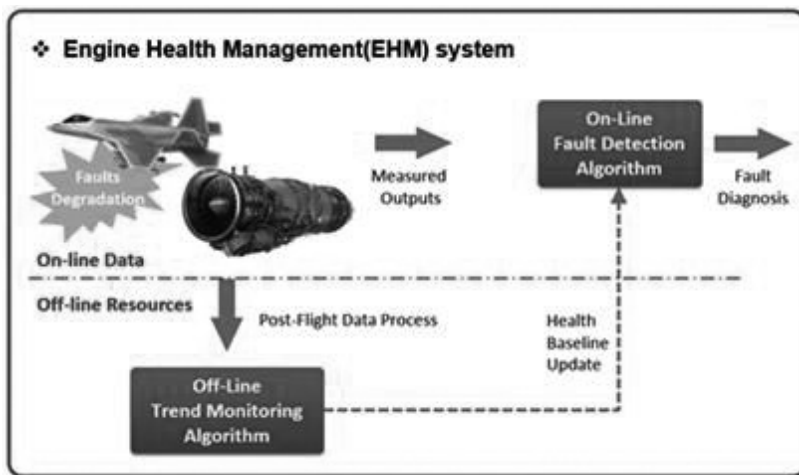 ❖ Engine Health Management(EHM) system
Faults
Degradation
Measured
Outputs
On-Line
Fault Detection
Algorithm
Fault
Diagnosis
On-line Data
Off-line Resources
Post-Flight Data Process
Health
Baseline
Update
Off-Line
Trend Monitoring
Algorithm